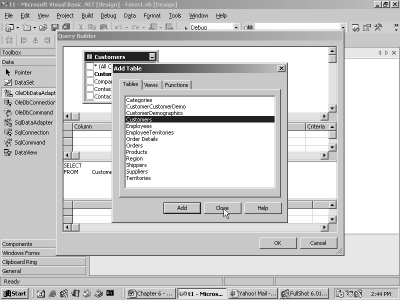 t1 - Microsoft Visual Basic .NET [design] - Form1.vb [Design]
File Edit View Project Build Debug Data Format Tools Window Help
Toolbox
Data
Pointer
DataSet
OleDbDataAdapter
OleDbConnection
OleDbCommand
SqlDataAdapter
SqlConnection
SqlCommand
DataView
Components
Windows Forms
Clipboard Ring
General
Query Builder
Customers
* (All C
Custom
Compa
Contac
Contac
Column
Criteria
SELECT
FROM Custome
Add Table
Tables Views Functions
Categories
CustomerCustomerDemo
CustomerDemographics
Customers
Employees
EmployeeTerritories
Order Details
Orders
Products
Region
Shippers
Suppliers
Territories
Add Close Help
OK Cancel
Ready
Start
Chapter 6 -
t1 - Micros...
Yahoo! Mail -
FullShot 6.01
2:44 PM